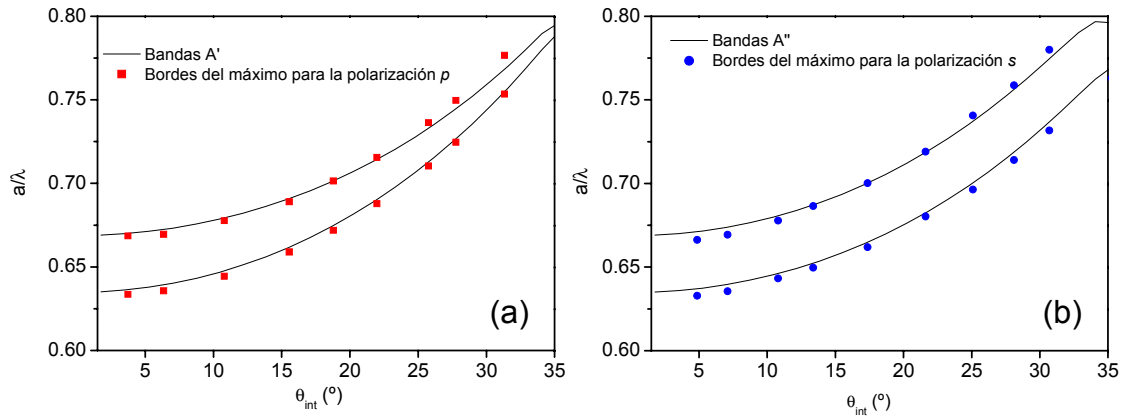 0.80
0.75
0.70
0.65
0.60
a/λ
Bandas A'
Bordes del máximo para la polarización p
(a)
5 10 15 20 25 30 35
θint (º)
0.80
0.75
0.70
0.65
0.60
a/λ
Bandas A"
Bordes del máximo para la polarización s
(b)
5 10 15 20 25 30 35
θint (º)